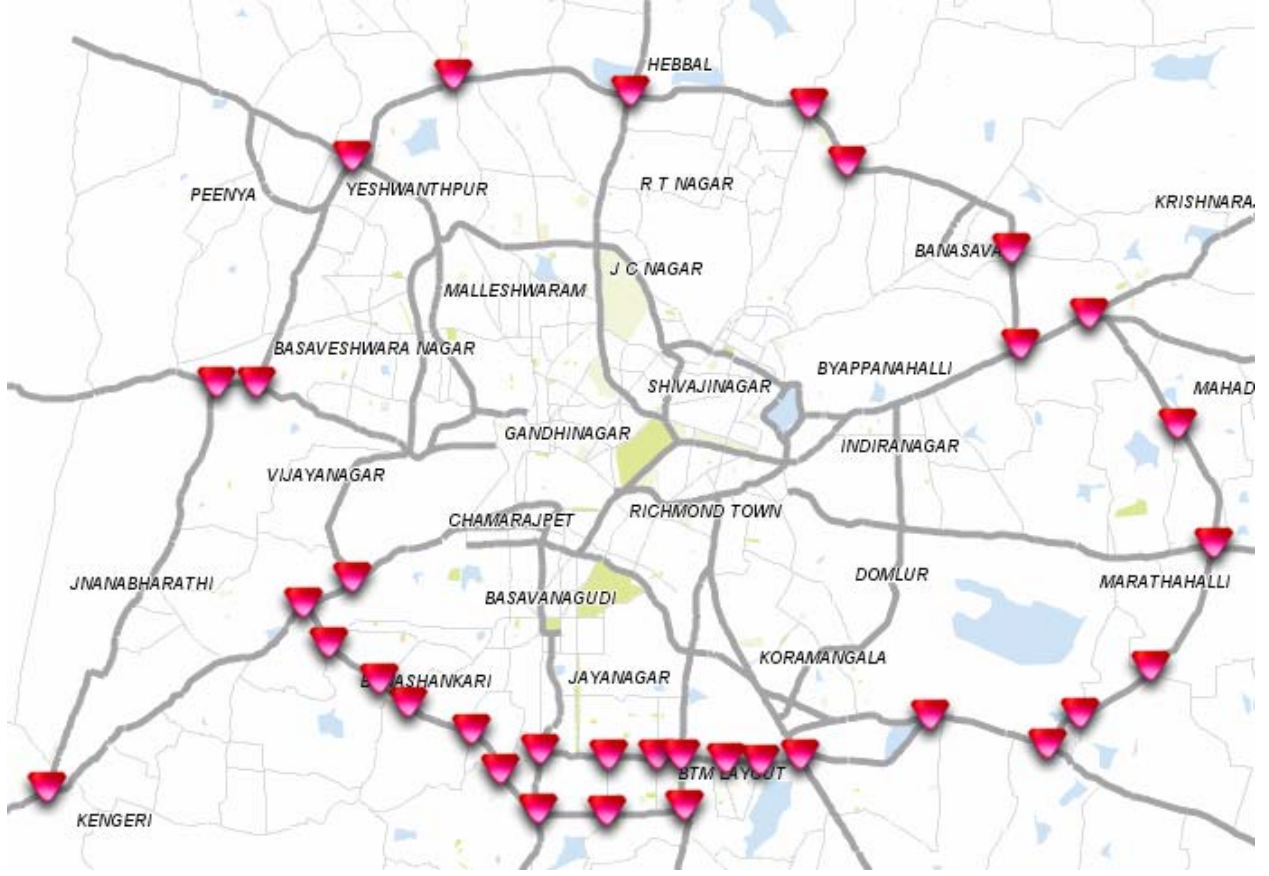 HEBBAL
PEENYA
YESHWANTHPUR
R T NAGAR
KRISHNARA
BANASAVA
J C NAGAR
MALLESHWARAM
BASAVESHWARA NAGAR
BYAPPANAHALLI
SHIVAJINAGAR
MAHAD
GANDHINAGAR
INDIRANAGAR
VIJAYANAGAR
CHAMARAJPET
RICHMOND TOWN
JNANABHARATHI
DOMLUR
MARATHAHALLI
BASAVANAGUDI
KORAMANGALA
JAYANAGAR
ASHANKARI
BTM LAYOUT
KENGERI